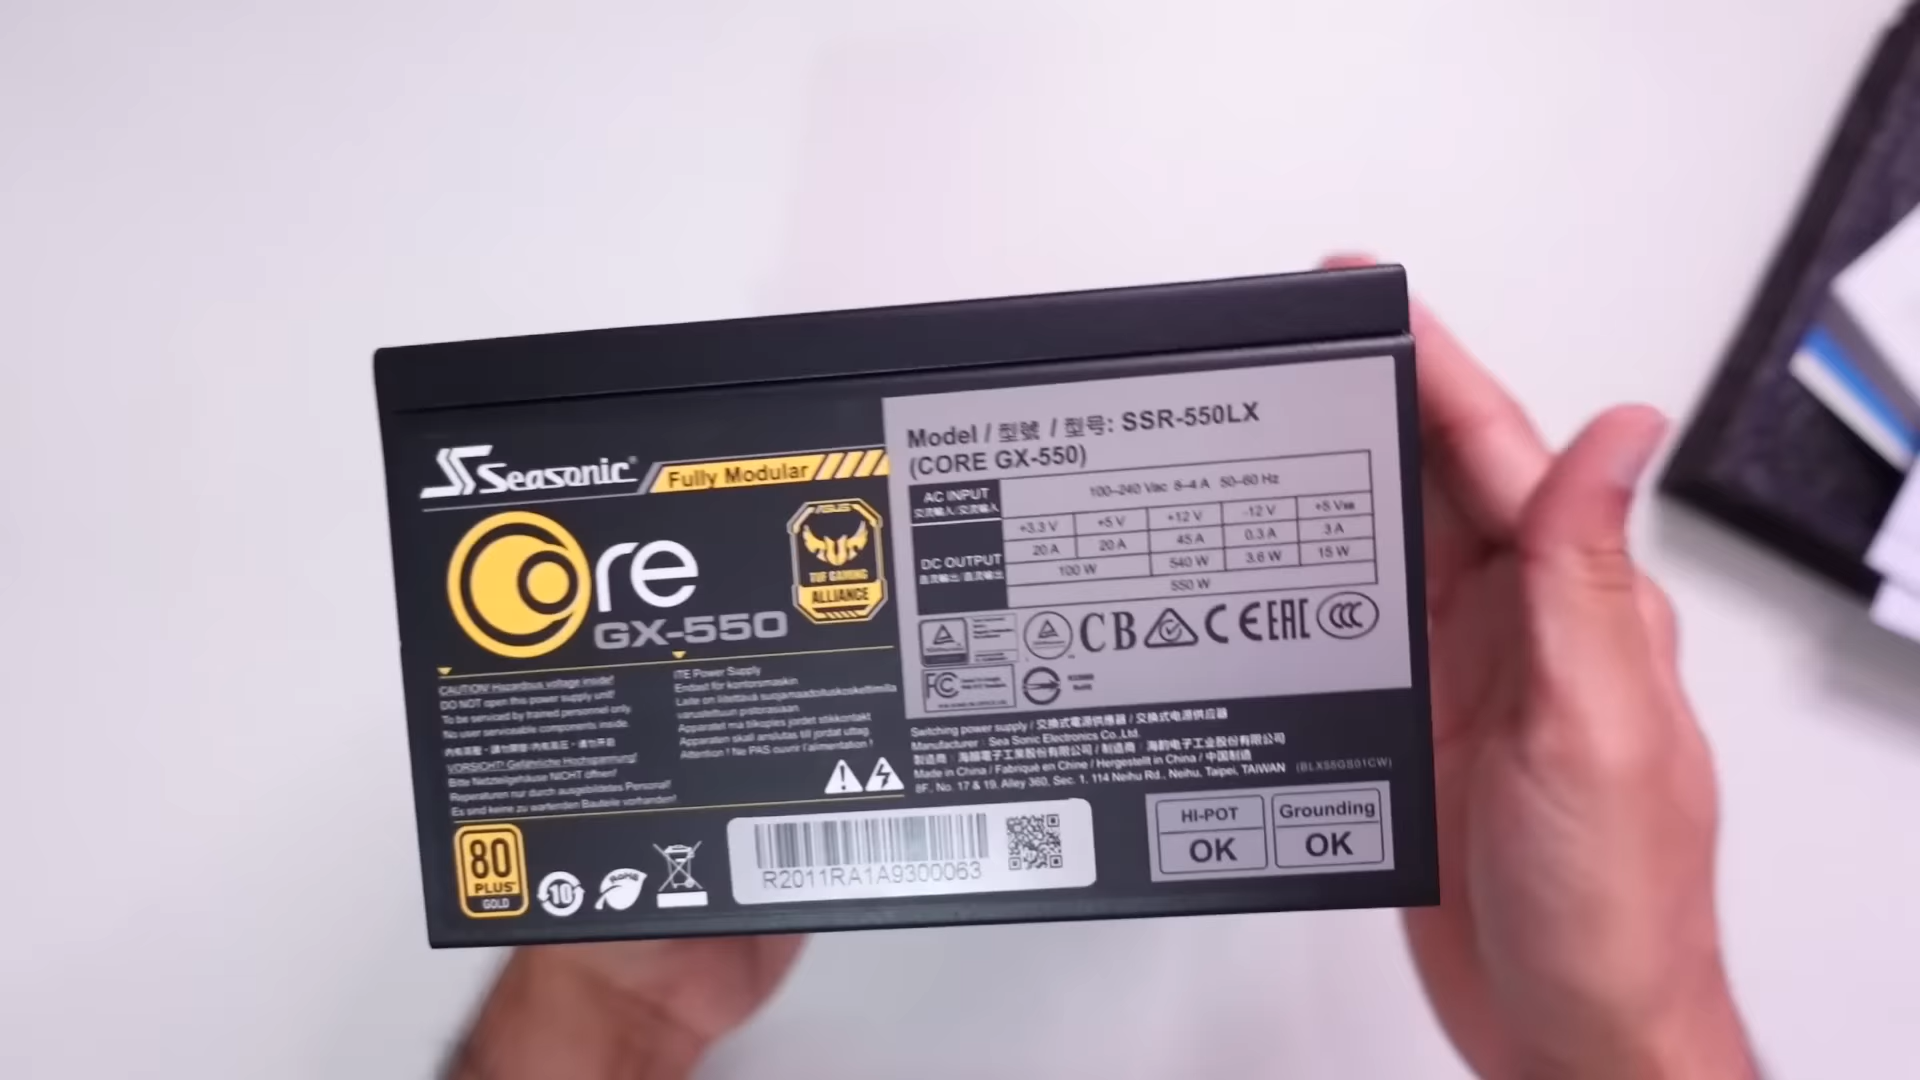 Seasonic®
Fully Modular
Core
GX-550
ASUS
TUF GAMING
ALLIANCE
Model / 型號 / 型号: SSR-550LX
(CORE GX-550)
AC INPUT 100–240 Vac 8–4 A 50–60 Hz
交流輸入/交流输入
DC OUTPUT
直流輸出/直流输出
+3.3 V +5 V +12 V -12 V +5 VSB
20 A 20 A 45 A 0.3 A 3 A
100 W 540 W 3.6 W 15 W
550 W
CB CE EAC CCC
FC
CAUTION! Hazardous voltage inside!
DO NOT open this power supply unit!
To be serviced by trained personnel only.
No user serviceable components inside.
VORSICHT! Gefährliche Hochspannung!
Bitte Netzteilgehäuse NICHT öffnen!
Reparaturen nur durch ausgebildetes Personal!
Es sind keine zu wartenden Bauteile vorhanden!
ITE Power Supply
Endast för kontorsmaskin
Laite on liitettävä suojamaadoituskoskettimilla
varustettuun pistorasiaan
Apparatet må tilkoples jordet stikkontakt
Apparaten skall anslutas till jordat uttag.
Attention ! Ne PAS ouvrir l'alimentation !
Switching power supply / 交換式電源供應器 / 交换式电源供应器
Manufacturer : Sea Sonic Electronics Co.,Ltd.
製造商 : 海韻電子工業股份有限公司 / 制造商 : 海韵电子工业股份有限公司
Made in China / Fabriqué en Chine / Hergestellt in China / 中国制造
8F, No. 17 & 19, Alley 360, Sec. 1, 114 Neihu Rd., Neihu, Taipei, TAIWAN
80
PLUS®
GOLD
10
RoHS
R2011RA1A9300063
HI-POT
OK
Grounding
OK